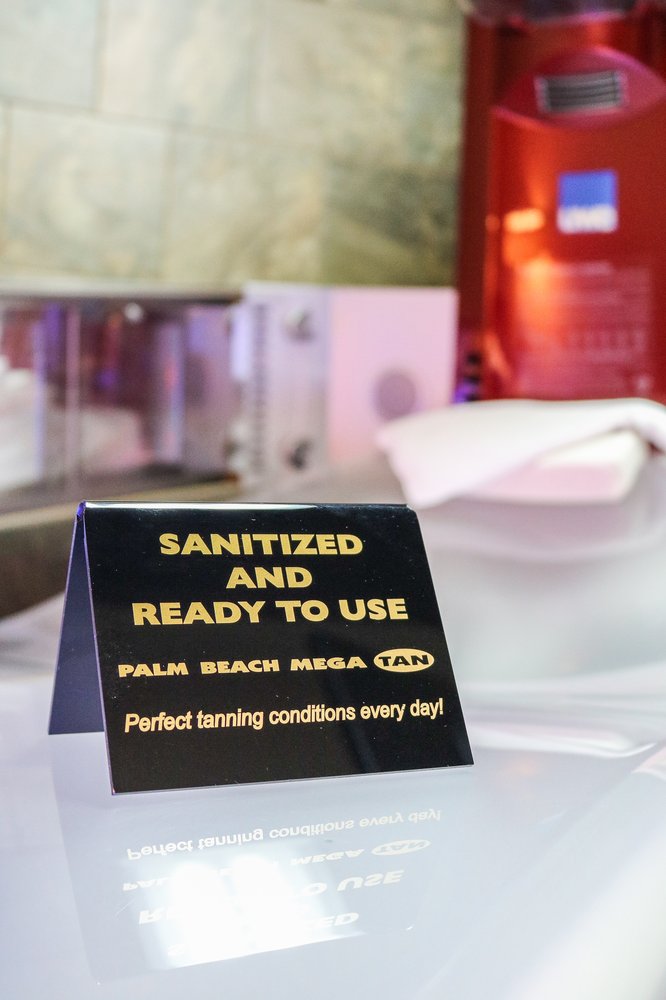 SANITIZED
AND
READY TO USE
PALM BEACH MEGA TAN
Perfect tanning conditions every day!